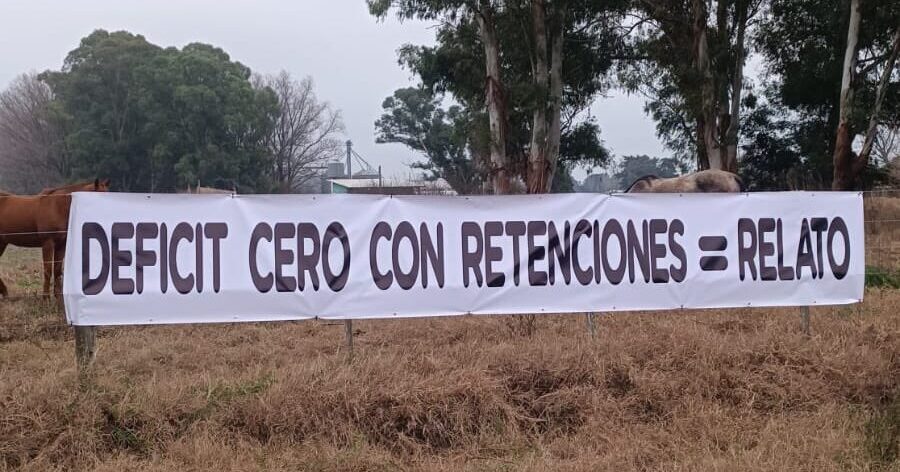 DEFICIT CERO CON RETENCIONES = RELATO